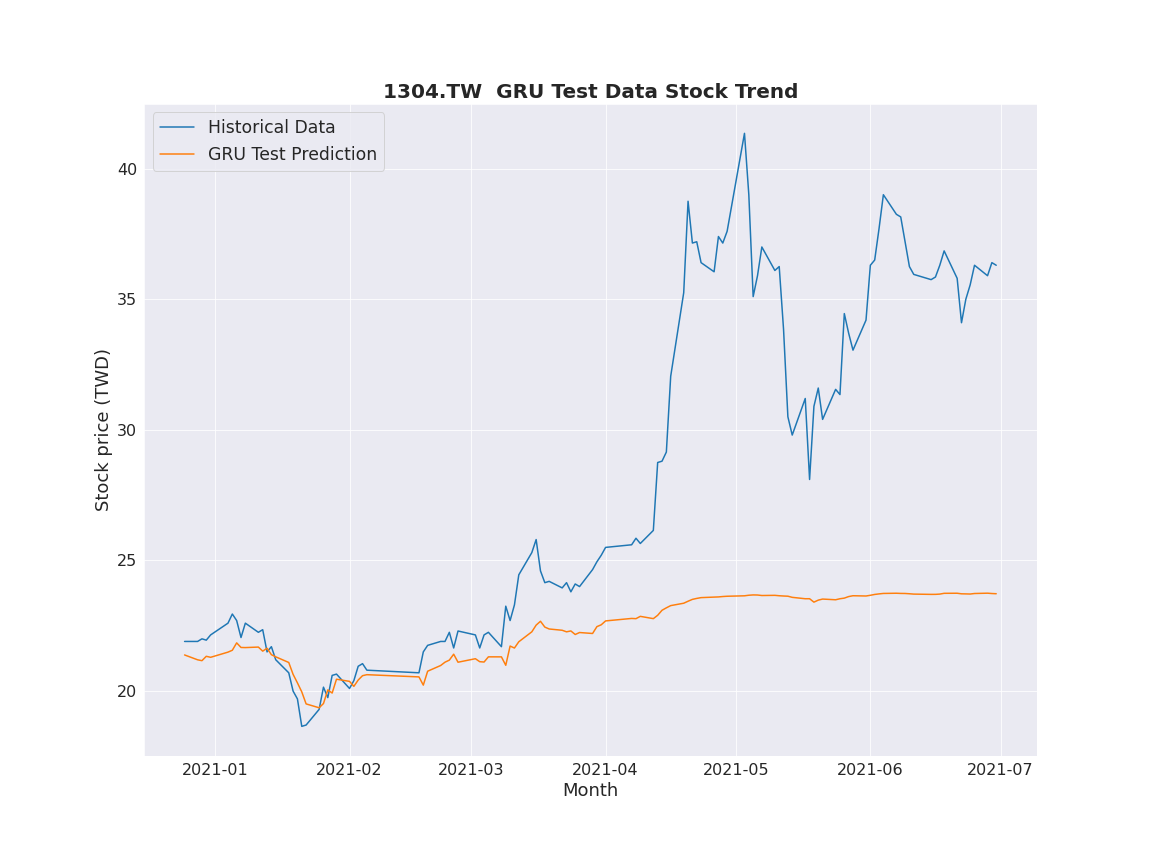 1304.TW  GRU Test Data Stock Trend
Historical Data
GRU Test Prediction
Stock price (TWD)
40
35
30
25
20
2021-01 2021-02 2021-03 2021-04 2021-05 2021-06 2021-07
Month